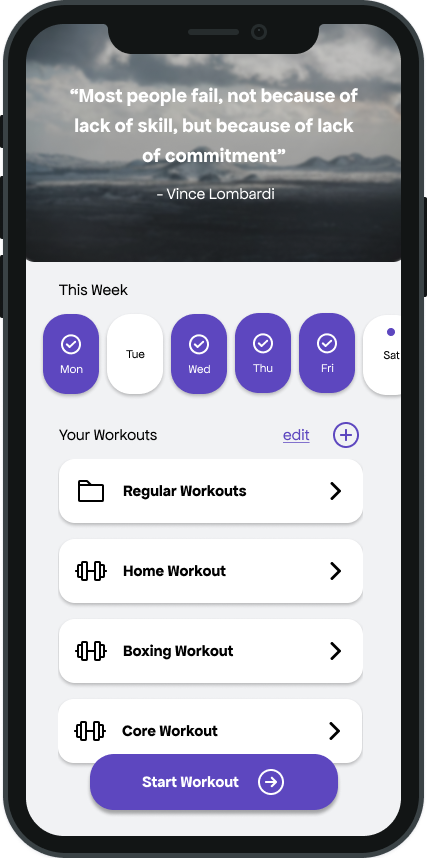 “Most people fail, not because of
lack of skill, but because of lack
of commitment”
- Vince Lombardi
This Week
Mon
Tue
Wed
Thu
Fri
Sat
Your Workouts
edit
Regular Workouts
Home Workout
Boxing Workout
Core Workout
Start Workout